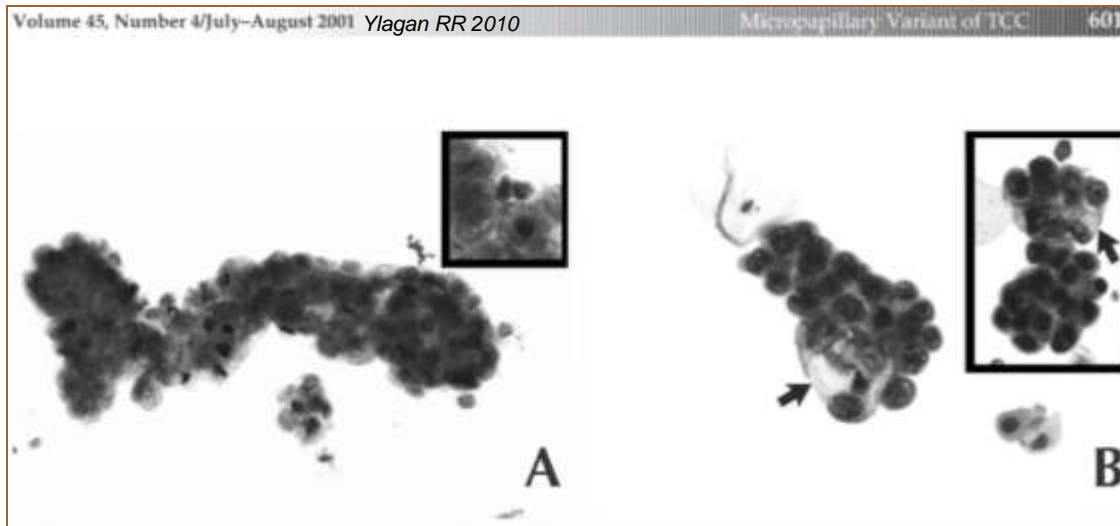 Volume 45, Number 4/July–August 2001 Ylagan RR 2010 Micropapillary Variant of TCC 601
A B